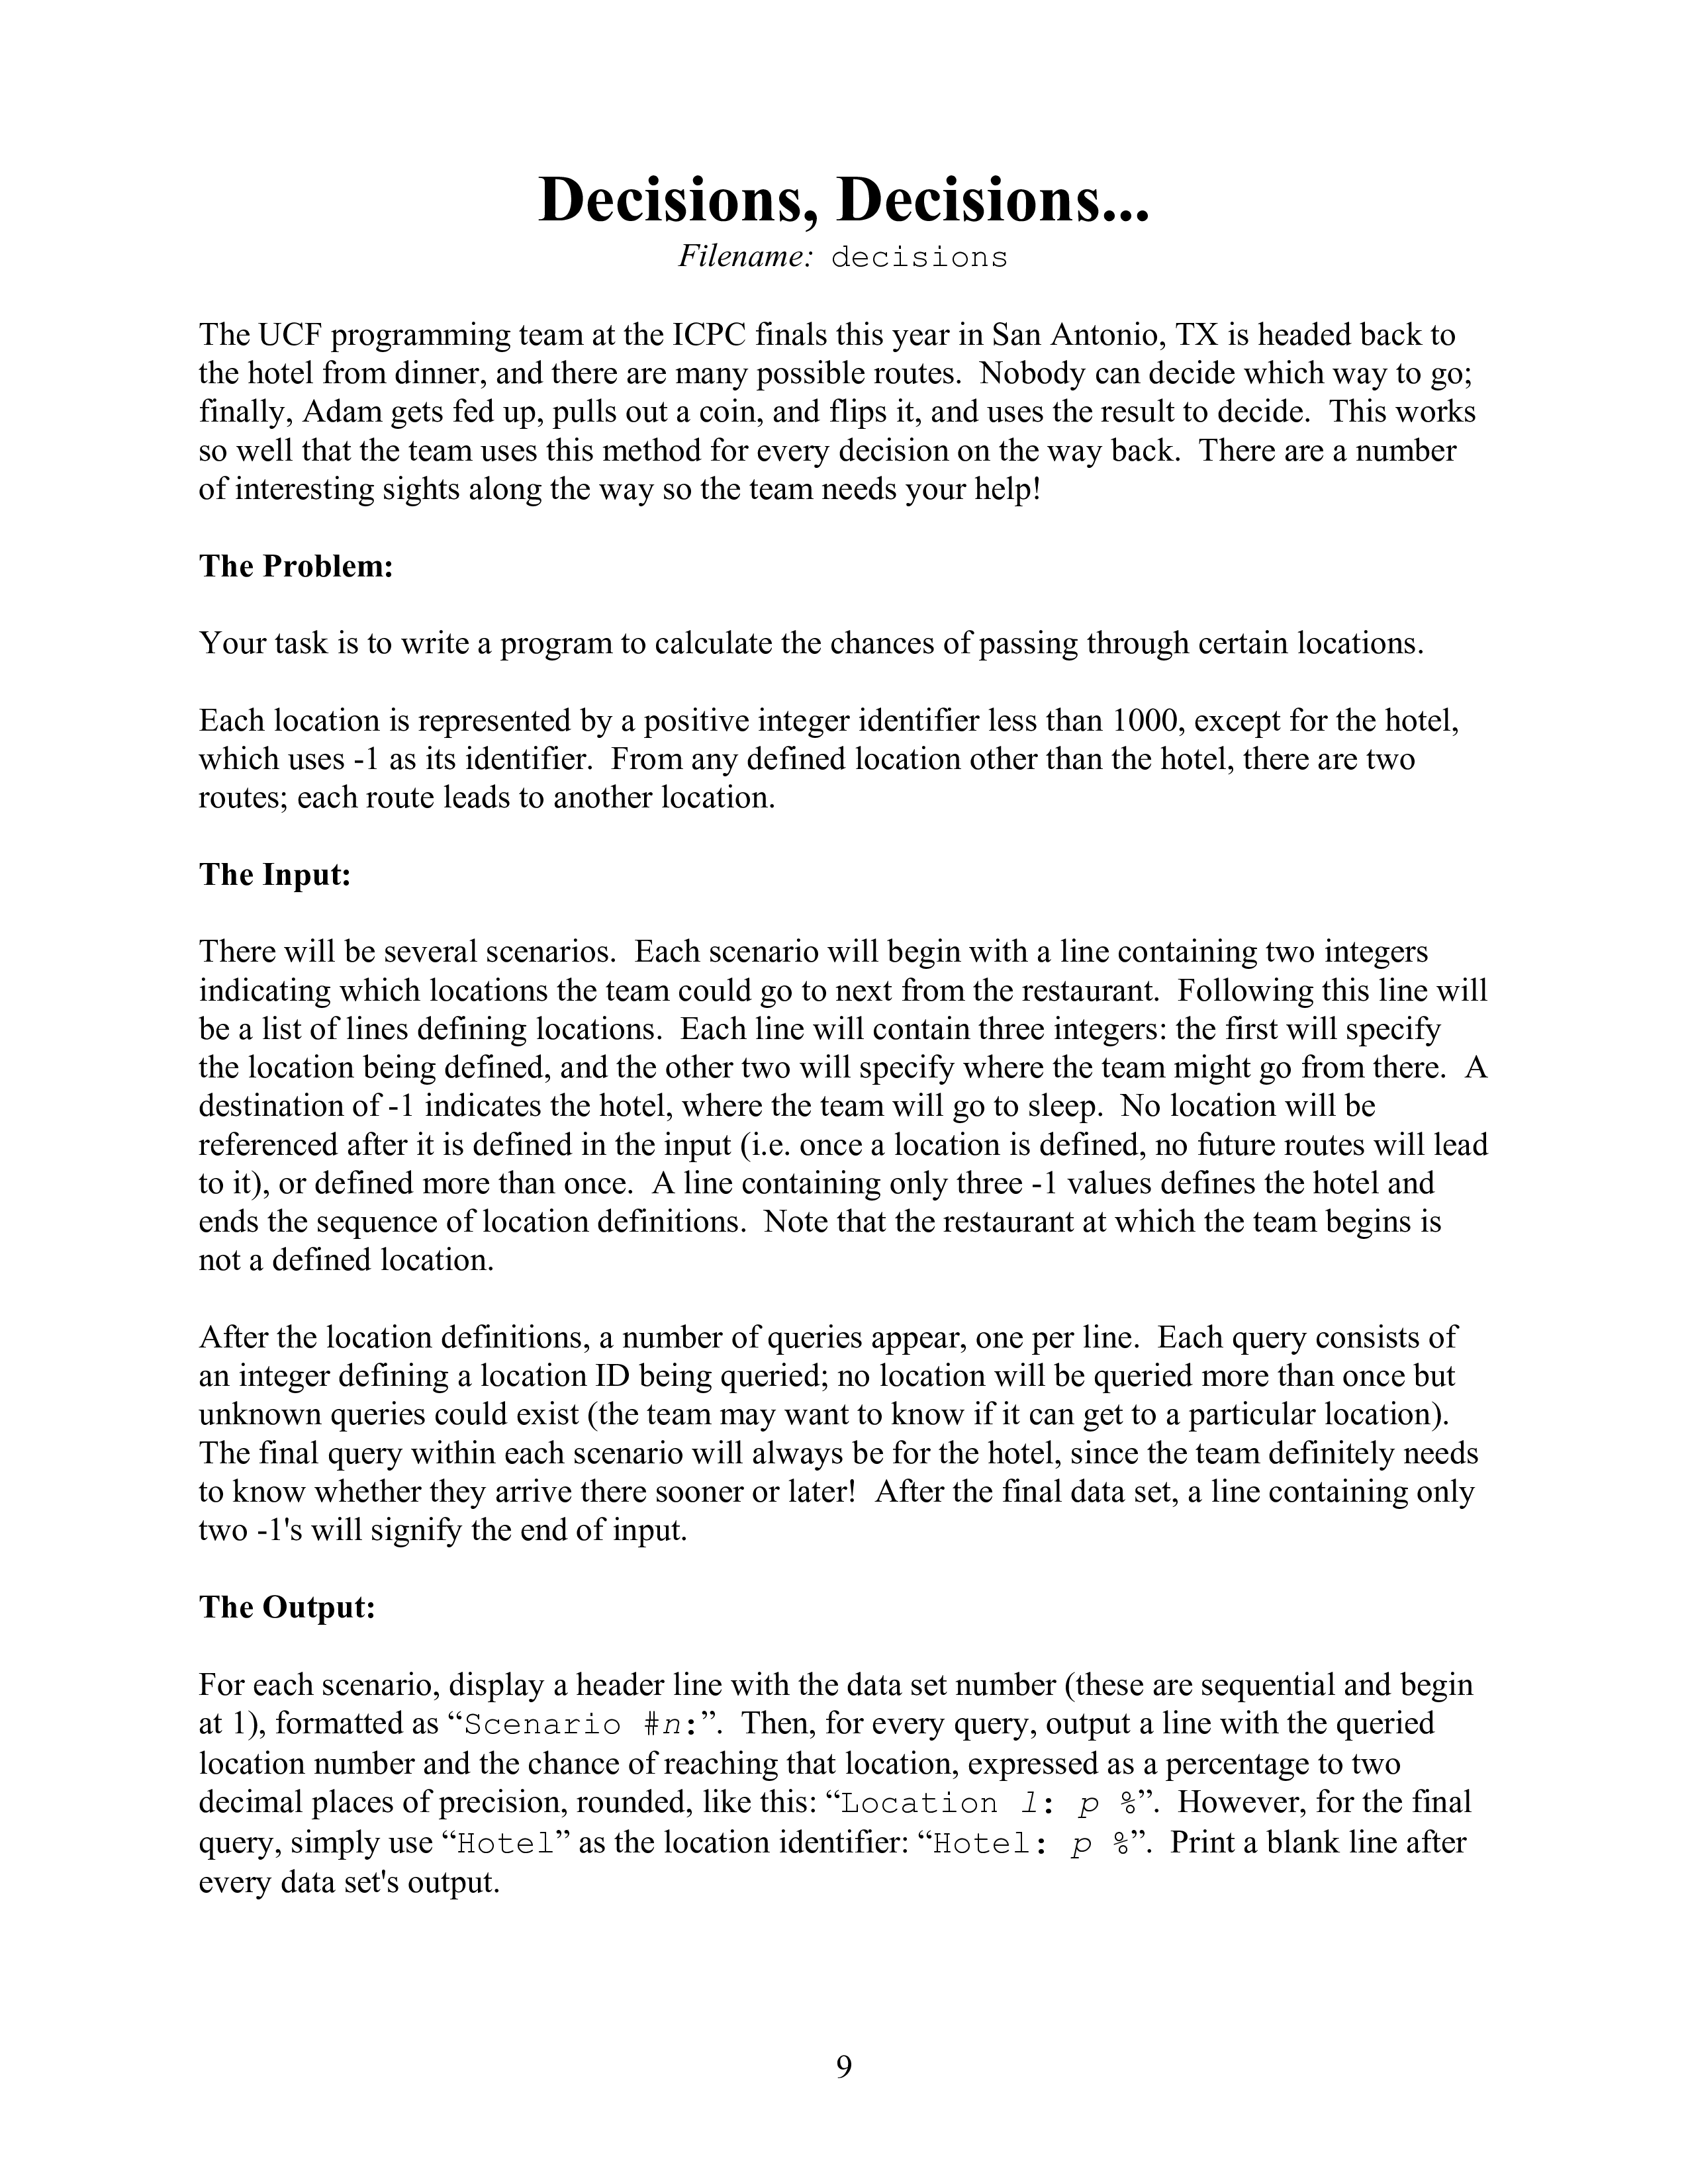 Decisions, Decisions...
Filename: decisions
The UCF programming team at the ICPC finals this year in San Antonio, TX is headed back to
the hotel from dinner, and there are many possible routes. Nobody can decide which way to go;
finally, Adam gets fed up, pulls out a coin, and flips it, and uses the result to decide. This works
so well that the team uses this method for every decision on the way back. There are a number
of interesting sights along the way so the team needs your help!
The Problem:
Your task is to write a program to calculate the chances of passing through certain locations.
Each location is represented by a positive integer identifier less than 1000, except for the hotel,
which uses -1 as its identifier. From any defined location other than the hotel, there are two
routes; each route leads to another location.
The Input:
There will be several scenarios. Each scenario will begin with a line containing two integers
indicating which locations the team could go to next from the restaurant. Following this line will
be a list of lines defining locations. Each line will contain three integers: the first will specify
the location being defined, and the other two will specify where the team might go from there. A
destination of -1 indicates the hotel, where the team will go to sleep. No location will be
referenced after it is defined in the input (i.e. once a location is defined, no future routes will lead
to it), or defined more than once. A line containing only three -1 values defines the hotel and
ends the sequence of location definitions. Note that the restaurant at which the team begins is
not a defined location.
After the location definitions, a number of queries appear, one per line. Each query consists of
an integer defining a location ID being queried; no location will be queried more than once but
unknown queries could exist (the team may want to know if it can get to a particular location).
The final query within each scenario will always be for the hotel, since the team definitely needs
to know whether they arrive there sooner or later! After the final data set, a line containing only
two -1's will signify the end of input.
The Output:
For each scenario, display a header line with the data set number (these are sequential and begin
at 1), formatted as “Scenario #n:”. Then, for every query, output a line with the queried
location number and the chance of reaching that location, expressed as a percentage to two
decimal places of precision, rounded, like this: “Location l: p %”. However, for the final
query, simply use “Hotel” as the location identifier: “Hotel: p %”. Print a blank line after
every data set's output.
9